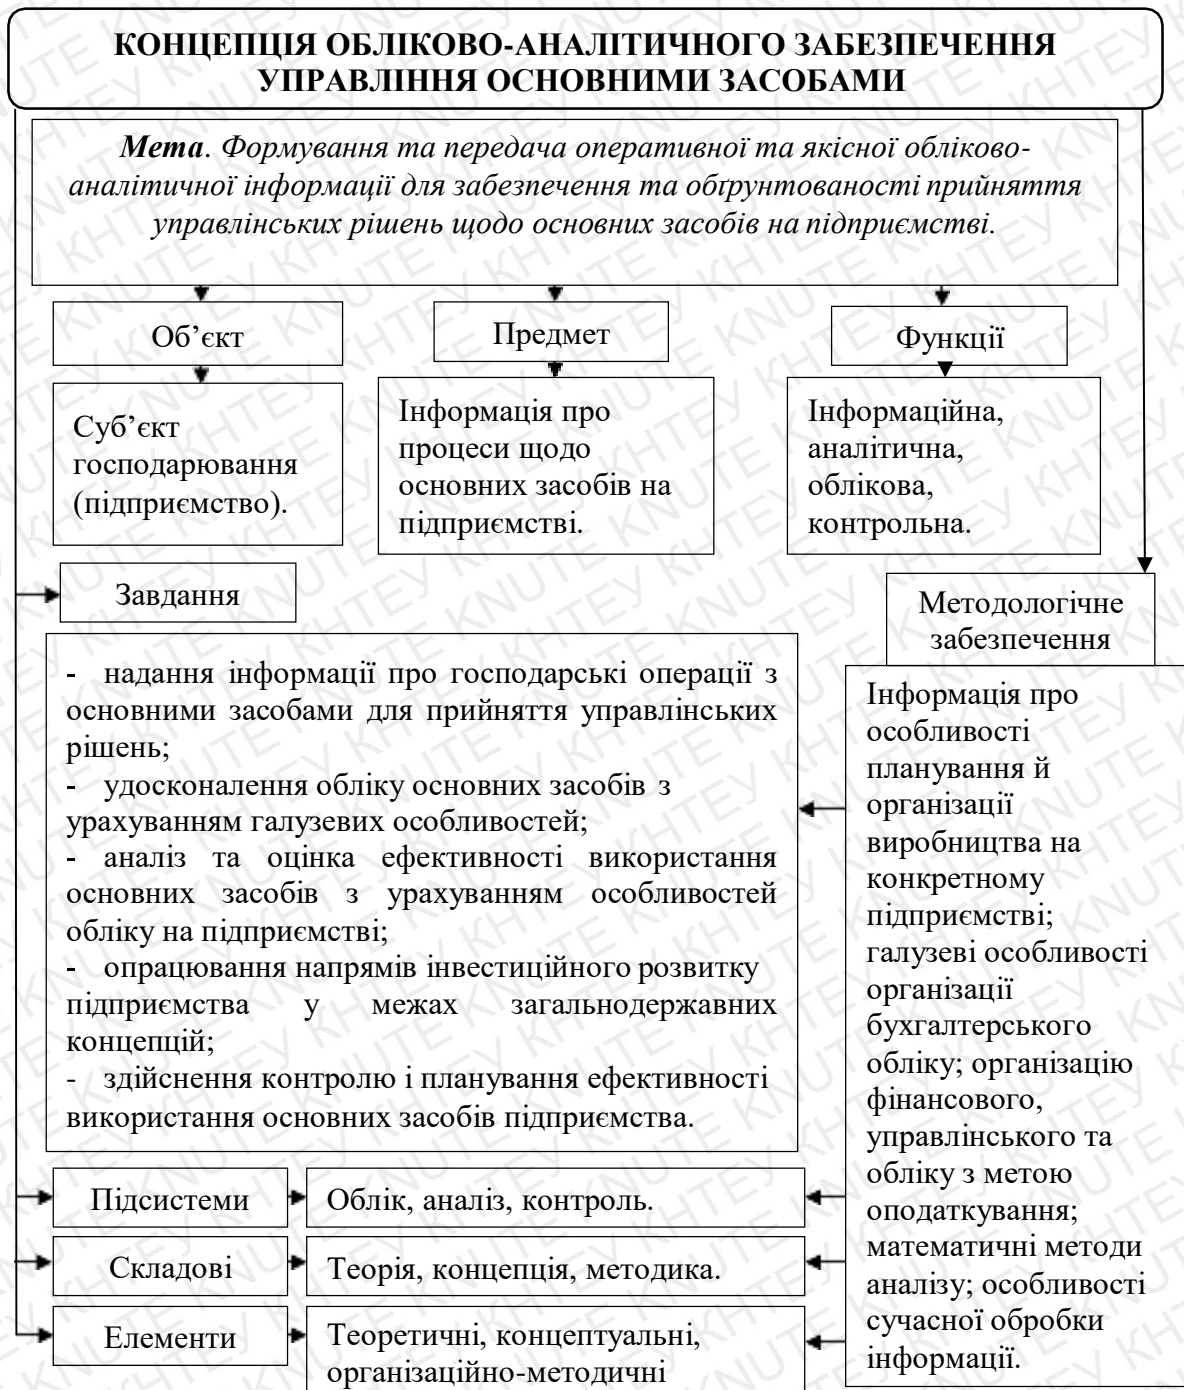 КОНЦЕПЦІЯ ОБЛІКОВО-АНАЛІТИЧНОГО ЗАБЕЗПЕЧЕННЯ
УПРАВЛІННЯ ОСНОВНИМИ ЗАСОБАМИ
Мета. Формування та передача оперативної та якісної обліково-
аналітичної інформації для забезпечення та обґрунтованості прийняття
управлінських рішень щодо основних засобів на підприємстві.
Об’єкт
Предмет
Функції
Суб’єкт
господарювання
(підприємство).
Інформація про
процеси щодо
основних засобів на
підприємстві.
Інформаційна,
аналітична,
облікова,
контрольна.
Завдання
- надання інформації про господарські операції з
основними засобами для прийняття управлінських
рішень;
- удосконалення обліку основних засобів з
урахуванням галузевих особливостей;
- аналіз та оцінка ефективності використання
основних засобів з урахуванням особливостей
обліку на підприємстві;
- опрацювання напрямів інвестиційного розвитку
підприємства у межах загальнодержавних
концепцій;
- здійснення контролю і планування ефективності
використання основних засобів підприємства.
Методологічне
забезпечення
Інформація про
особливості
планування й
організації
виробництва на
конкретному
підприємстві;
галузеві особливості
організації
бухгалтерського
обліку; організацію
фінансового,
управлінського та
обліку з метою
оподаткування;
математичні методи
аналізу; особливості
сучасної обробки
інформації.
Підсистеми
Облік, аналіз, контроль.
Складові
Теорія, концепція, методика.
Елементи
Теоретичні, концептуальні,
організаційно-методичні